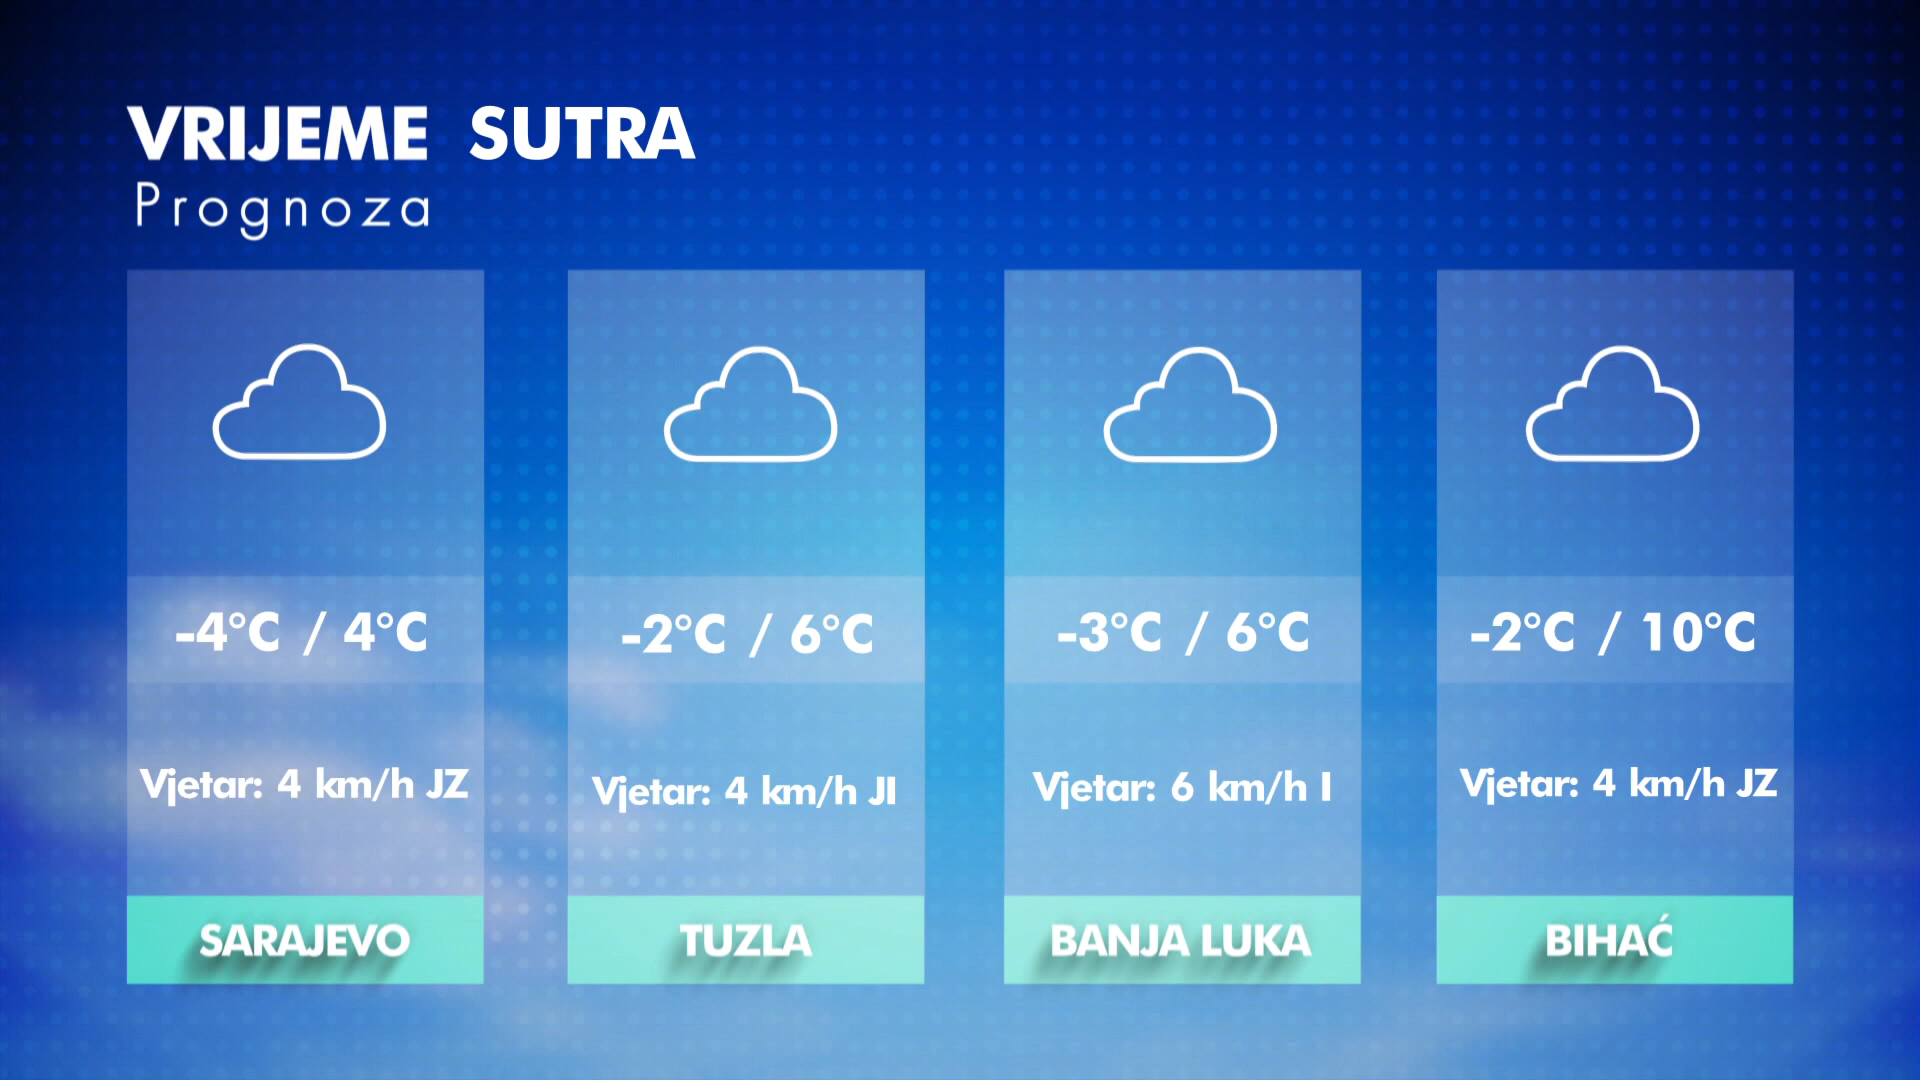 VRIJEME SUTRA
Prognoza
-4°C / 4°C
Vjetar: 4 km/h JZ
SARAJEVO
-2°C / 6°C
Vjetar: 4 km/h JI
TUZLA
-3°C / 6°C
Vjetar: 6 km/h I
BANJA LUKA
-2°C / 10°C
Vjetar: 4 km/h JZ
BIHAĆ